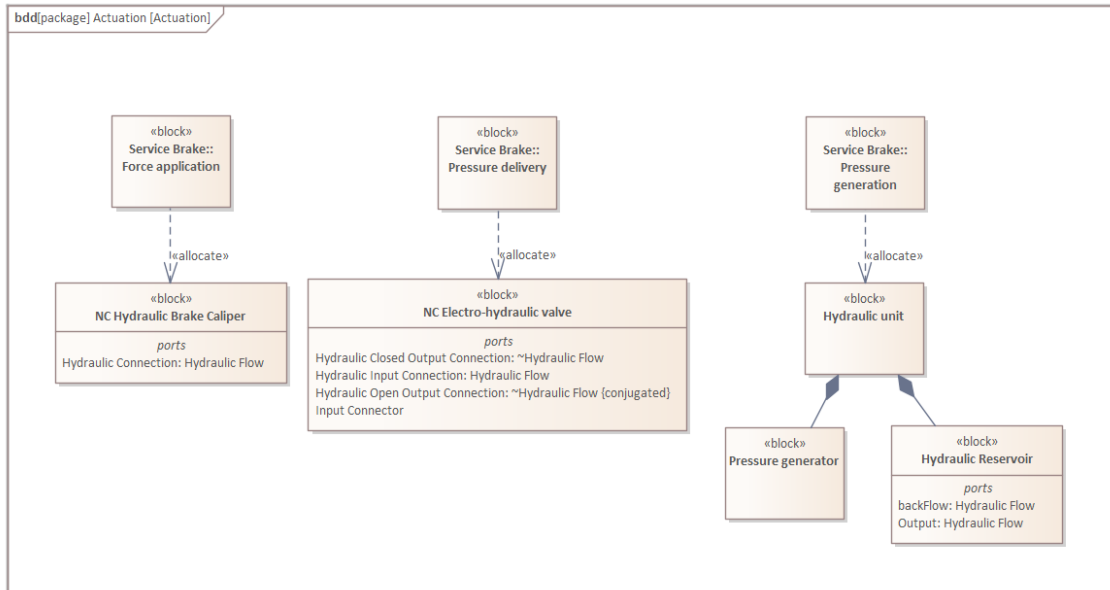 bdd[package] Actuation [Actuation]
«block»
Service Brake::
Force application
«block»
Service Brake::
Pressure delivery
«block»
Service Brake::
Pressure
generation
«allocate»
«allocate»
«allocate»
«block»
NC Hydraulic Brake Caliper
ports
Hydraulic Connection: Hydraulic Flow
«block»
NC Electro-hydraulic valve
ports
Hydraulic Closed Output Connection: ~Hydraulic Flow
Hydraulic Input Connection: Hydraulic Flow
Hydraulic Open Output Connection: ~Hydraulic Flow {conjugated}
Input Connector
«block»
Hydraulic unit
«block»
Pressure generator
«block»
Hydraulic Reservoir
ports
backFlow: Hydraulic Flow
Output: Hydraulic Flow